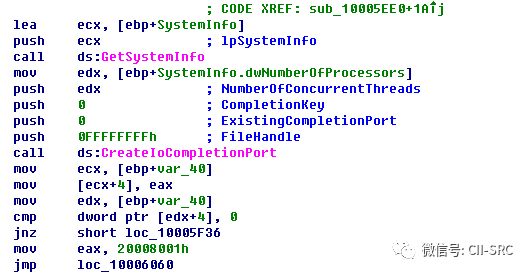 ; CODE XREF: sub_10005EE0+1Aîj
lea ecx, [ebp+SystemInfo]
push ecx ; lpSystemInfo
call ds:GetSystemInfo
mov edx, [ebp+SystemInfo.dwNumberOfProcessors]
push edx ; NumberOfConcurrentThreads
push 0 ; CompletionKey
push 0 ; ExistingCompletionPort
push 0FFFFFFFFh ; FileHandle
call ds:CreateIoCompletionPort
mov ecx, [ebp+var_40]
mov [ecx+4], eax
mov edx, [ebp+var_40]
cmp dword ptr [edx+4], 0
jnz short loc_10005F36
mov eax, 20008001h
jmp loc_10006060
微信号: CII-SRC